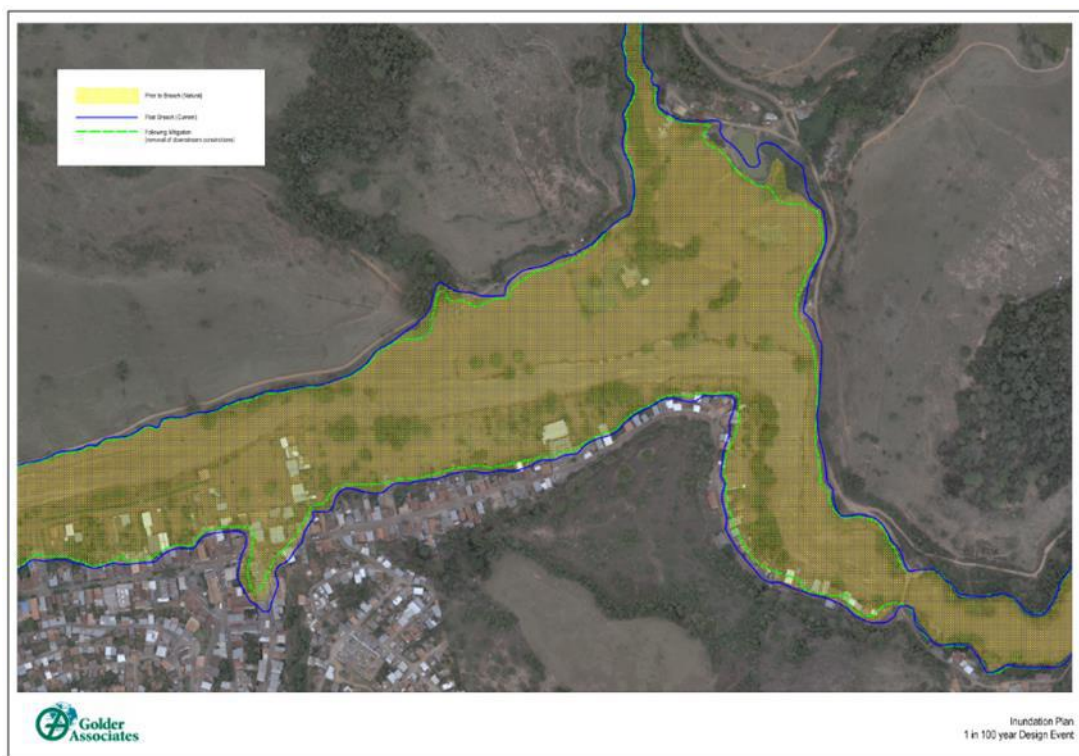 Prior to Breach (Natural)
Post Breach (Current)
Following Mitigation
(removal of downstream constrictions)
Golder
Associates
Inundation Plan
1 in 100 year Design Event